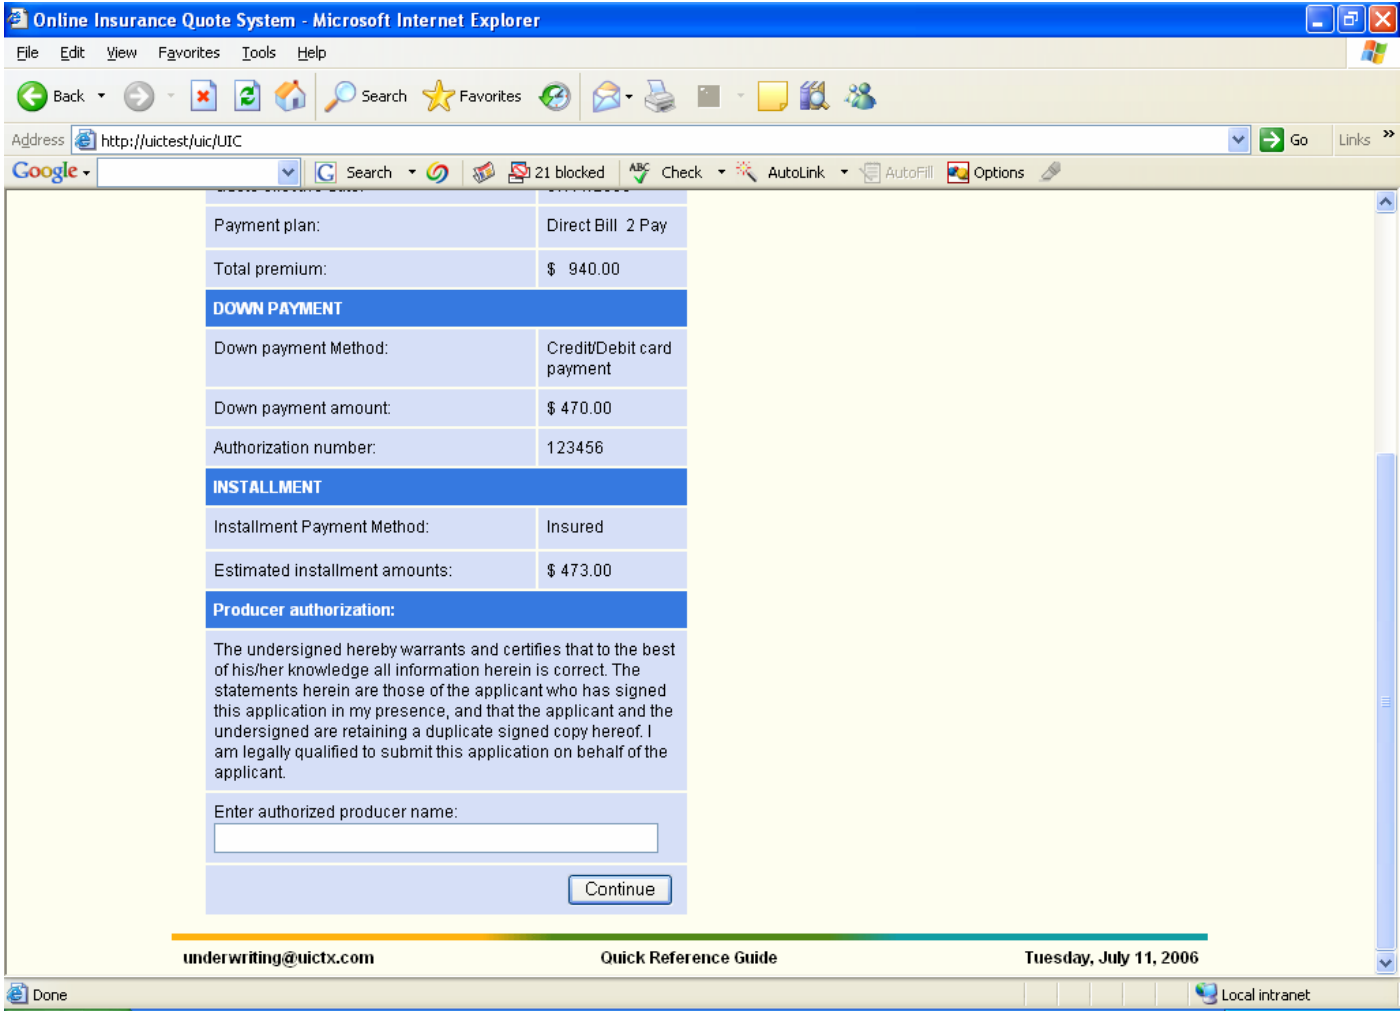 Online Insurance Quote System - Microsoft Internet Explorer
File Edit View Favorites Tools Help
Back Search Favorites
Address http://uictest/uic/UIC Go Links »
Google Search 21 blocked ABC Check AutoLink AutoFill Options
Payment plan: Direct Bill 2 Pay
Total premium: $ 940.00
DOWN PAYMENT
Down payment Method: Credit/Debit card
payment
Down payment amount: $ 470.00
Authorization number: 123456
INSTALLMENT
Installment Payment Method: Insured
Estimated installment amounts: $ 473.00
Producer authorization:
The undersigned hereby warrants and certifies that to the best
of his/her knowledge all information herein is correct. The
statements herein are those of the applicant who has signed
this application in my presence, and that the applicant and the
undersigned are retaining a duplicate signed copy hereof. I
am legally qualified to submit this application on behalf of the
applicant.
Enter authorized producer name:
Continue
underwriting@uictx.com Quick Reference Guide Tuesday, July 11, 2006
Done Local intranet